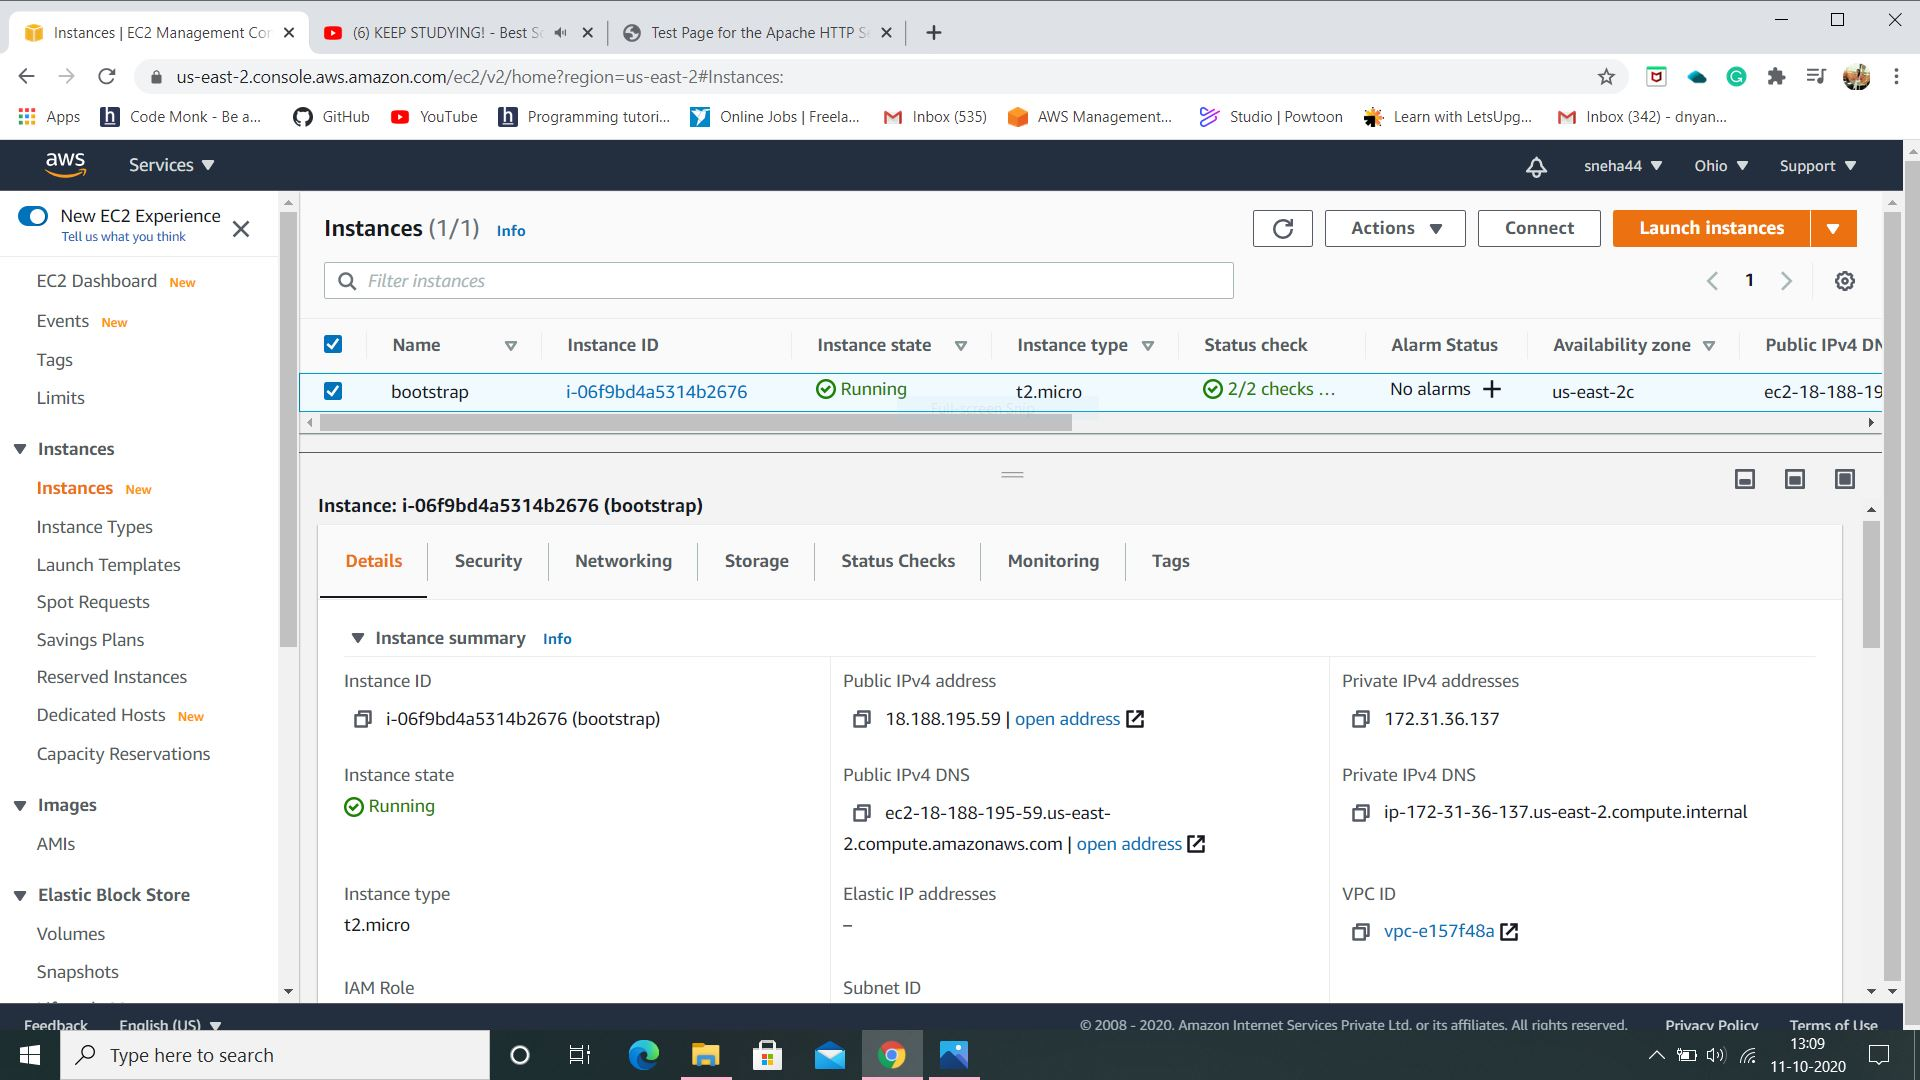 Instances | EC2 Management Con
(6) KEEP STUDYING! - Best So
Test Page for the Apache HTTP Se
us-east-2.console.aws.amazon.com/ec2/v2/home?region=us-east-2#Instances:
Apps
Code Monk - Be a...
GitHub
YouTube
Programming tutori...
Online Jobs | Freela...
Inbox (535)
AWS Management...
Studio | Powtoon
Learn with LetsUpg...
Inbox (342) - dnyan...
aws
Services
sneha44
Ohio
Support
New EC2 Experience
Tell us what you think
EC2 Dashboard New
Events New
Tags
Limits
Instances
Instances New
Instance Types
Launch Templates
Spot Requests
Savings Plans
Reserved Instances
Dedicated Hosts New
Capacity Reservations
Images
AMIs
Elastic Block Store
Volumes
Snapshots
Instances (1/1) Info
Actions
Connect
Launch instances
Filter instances
1
Name
Instance ID
Instance state
Instance type
Status check
Alarm Status
Availability zone
Public IPv4 DN
bootstrap
i-06f9bd4a5314b2676
Running
t2.micro
2/2 checks ...
No alarms
us-east-2c
ec2-18-188-19
Full-screen Snip
Instance: i-06f9bd4a5314b2676 (bootstrap)
Details
Security
Networking
Storage
Status Checks
Monitoring
Tags
Instance summary Info
Instance ID
i-06f9bd4a5314b2676 (bootstrap)
Public IPv4 address
18.188.195.59 | open address
Private IPv4 addresses
172.31.36.137
Instance state
Running
Public IPv4 DNS
ec2-18-188-195-59.us-east-
2.compute.amazonaws.com | open address
Private IPv4 DNS
ip-172-31-36-137.us-east-2.compute.internal
Instance type
t2.micro
Elastic IP addresses
–
VPC ID
vpc-e157f48a
IAM Role
Subnet ID
Feedback
English (US)
© 2008 - 2020, Amazon Internet Services Private Ltd. or its affiliates. All rights reserved.
Privacy Policy
Terms of Use
Type here to search
13:09
11-10-2020